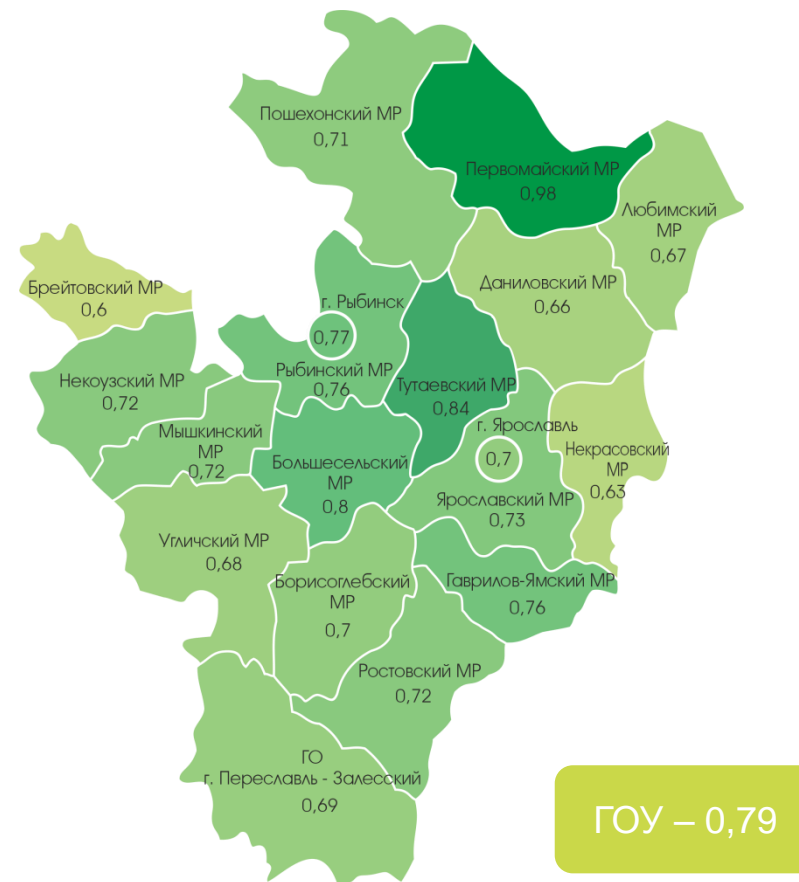 Пошехонский МР
0,71
Первомайский МР
0,98
Любимский
МР
0,67
Брейтовский МР
0,6
Даниловский МР
0,66
г. Рыбинск
0,77
Рыбинский МР
0,76
Некоузский МР
0,72
Тутаевский МР
0,84
Мышкинский
МР
0,72
г. Ярославль
0,7
Некрасовский
МР
0,63
Большесельский
МР
0,8
Ярославский МР
0,73
Угличский МР
0,68
Борисоглебский
МР
0,7
Гаврилов-Ямский МР
0,76
Ростовский МР
0,72
ГО
г. Переславль - Залесский
0,69
ГОУ – 0,79